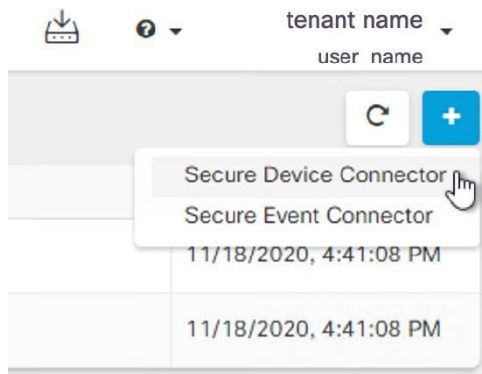 tenant name
user name
Secure Device Connector
Secure Event Connector
11/18/2020, 4:41:08 PM
11/18/2020, 4:41:08 PM